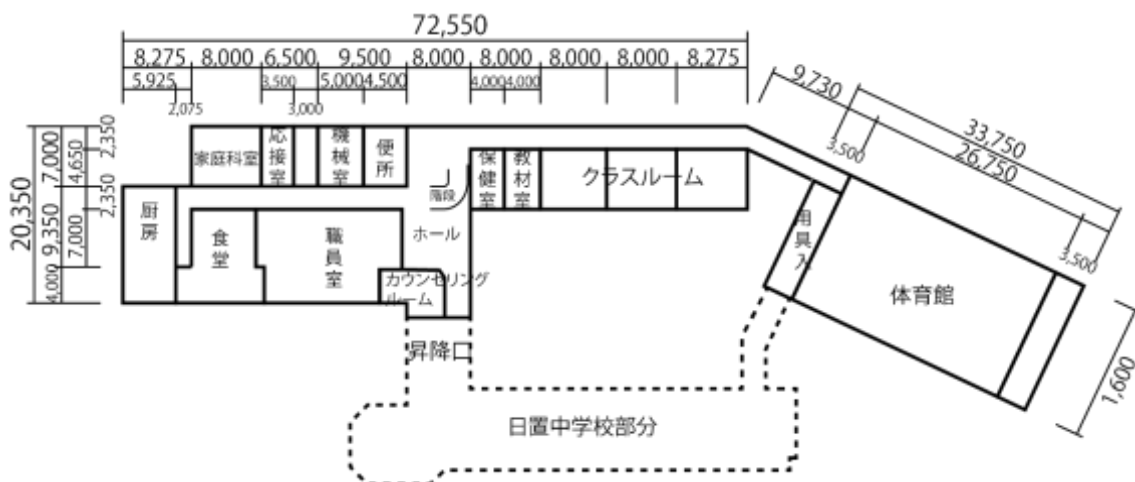 72,550
8,275 8,000 6,500 9,500 8,000 8,000 8,000 8,000 8,275
5,925 3,500 5,000 4,500 4,000 4,000
2,075 3,000
9,730
33,750
26,750
3,500
3,500
1,600
20,350
7,000
9,350
4,000
4,650
7,000
2,350
2,350
家庭科室
応接室
機械室
便所
階段
保健室
教材室
クラスルーム
厨房
食堂
職員室
ホール
カウンセリング
ルーム
用具入
体育館
昇降口
日置中学校部分